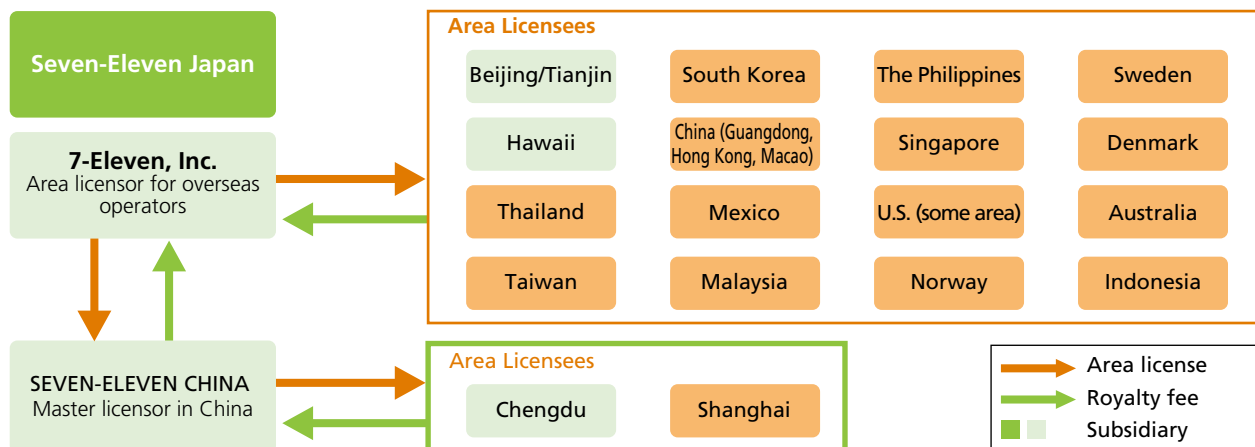 Seven-Eleven Japan
7-Eleven, Inc.
Area licensor for overseas
operators
SEVEN-ELEVEN CHINA
Master licensor in China
Area Licensees
Beijing/Tianjin
South Korea
The Philippines
Sweden
Hawaii
China (Guangdong,
Hong Kong, Macao)
Singapore
Denmark
Thailand
Mexico
U.S. (some area)
Australia
Taiwan
Malaysia
Norway
Indonesia
Area Licensees
Chengdu
Shanghai
Area license
Royalty fee
Subsidiary